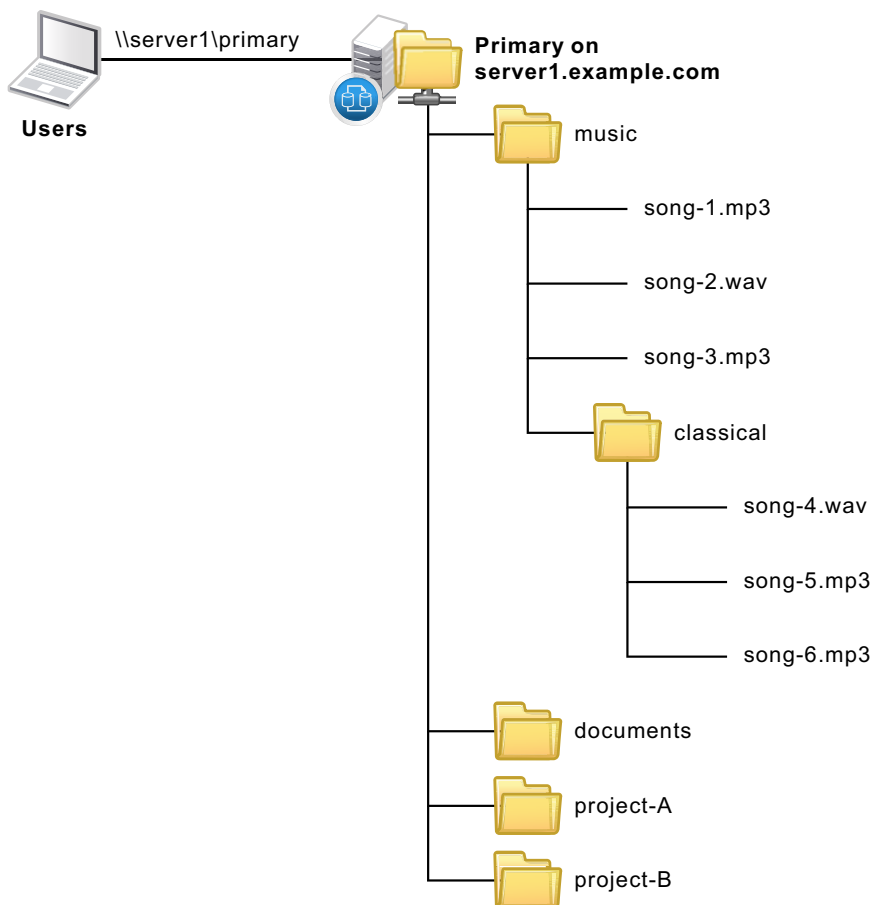 \\server1\primary
Primary on
server1.example.com
Users
music
song-1.mp3
song-2.wav
song-3.mp3
classical
song-4.wav
song-5.mp3
song-6.mp3
documents
project-A
project-B